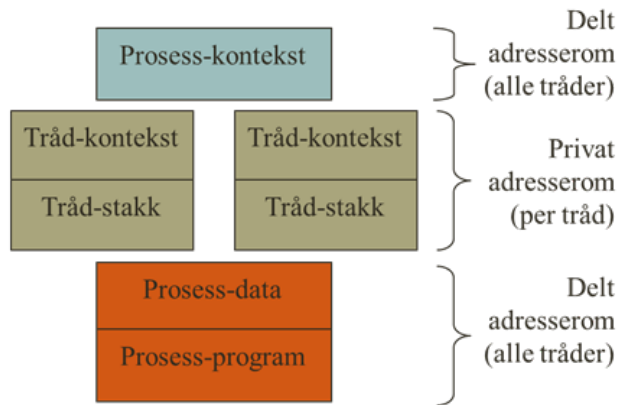 Prosess-kontekst
Delt
adresserom
(alle tråder)
Tråd-kontekst
Tråd-stakk
Tråd-kontekst
Tråd-stakk
Privat
adresserom
(per tråd)
Prosess-data
Prosess-program
Delt
adresserom
(alle tråder)